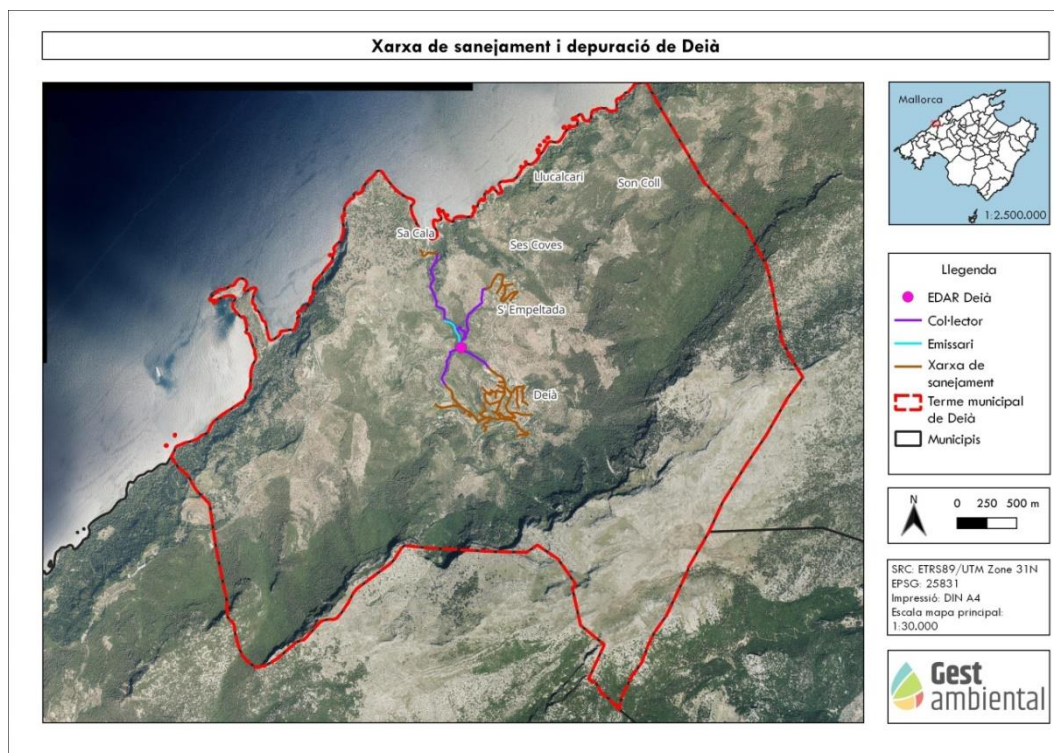 Xarxa de sanejament i depuració de Deià
Mallorca
1:2.500.000
Llucalcari
Son Coll
Sa Cala
Ses Coves
S' Empeltada
Deià
Llegenda
EDAR Deià
Col·lector
Emissari
Xarxa de
sanejament
Terme municipal
de Deià
Municipis
N
0 250 500 m
SRC: ETRS89/UTM Zone 31N
EPSG: 25831
Impressió: DIN A4
Escala mapa principal:
1:30.000
Gest
ambiental